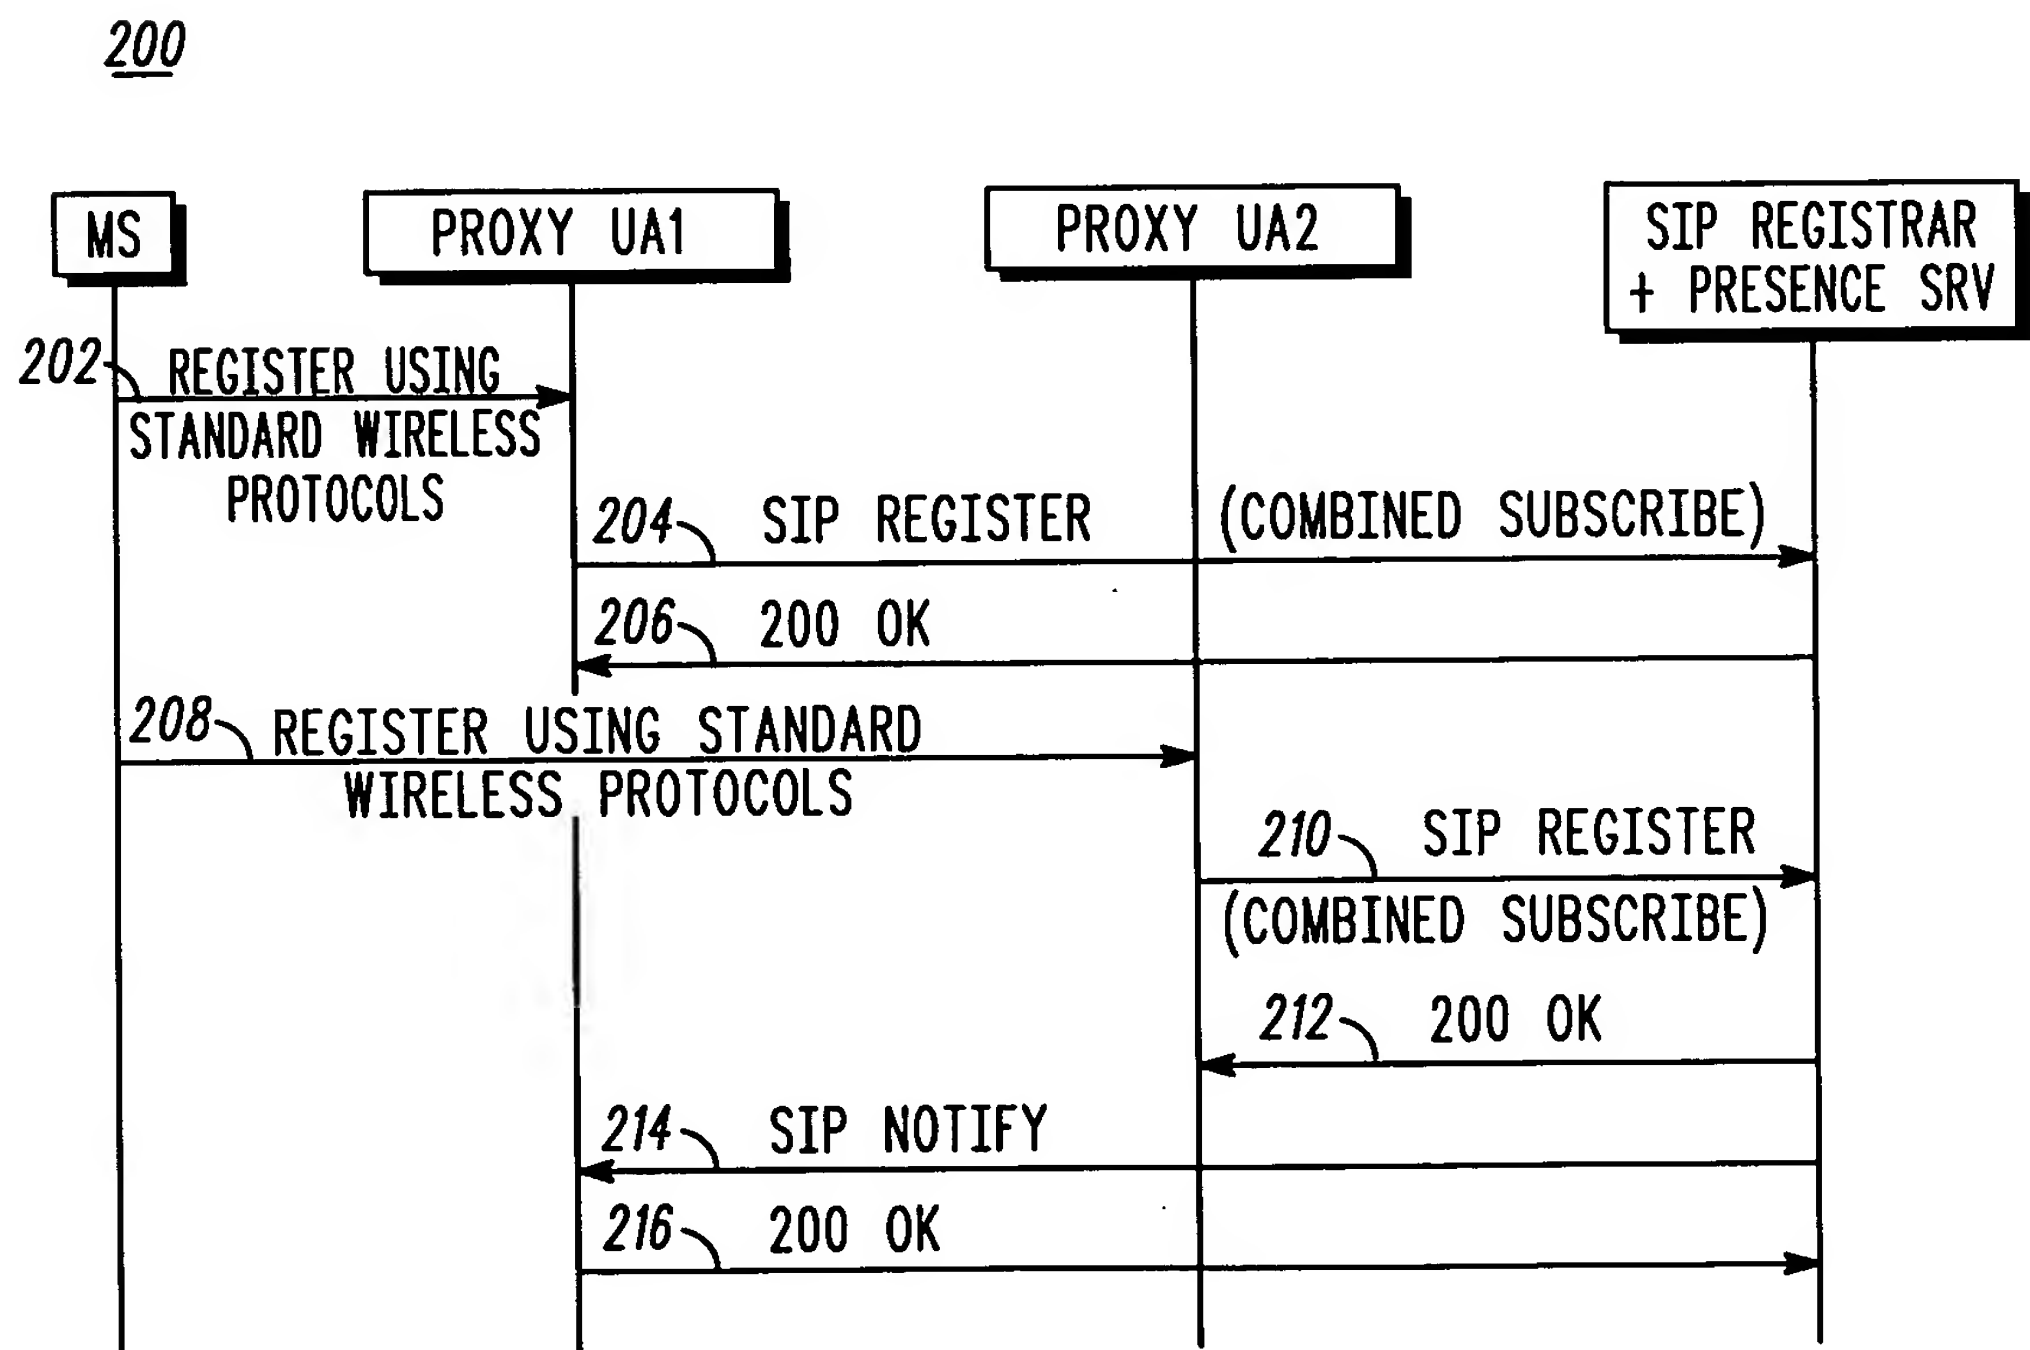 200
MS
PROXY UA1
PROXY UA2
SIP REGISTRAR
+ PRESENCE SRV
202
REGISTER USING
STANDARD WIRELESS
PROTOCOLS
204 SIP REGISTER (COMBINED SUBSCRIBE)
206 200 OK
208 REGISTER USING STANDARD
WIRELESS PROTOCOLS
210 SIP REGISTER
(COMBINED SUBSCRIBE)
212 200 OK
214 SIP NOTIFY
216 200 OK